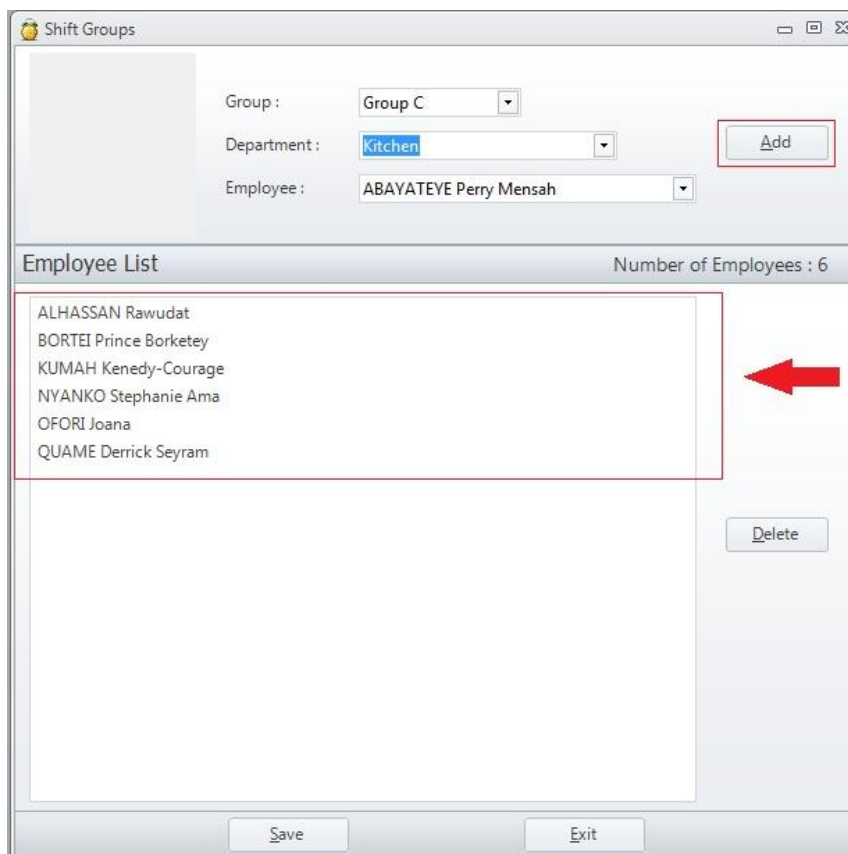 Shift Groups
Group : Group C
Department : Kitchen
Add
Employee : ABAYATEYE Perry Mensah
Employee List Number of Employees : 6
ALHASSAN Rawudat
BORTEI Prince Borketey
KUMAH Kenedy-Courage
NYANKO Stephanie Ama
OFORI Joana
QUAME Derrick Seyram
Delete
Save Exit